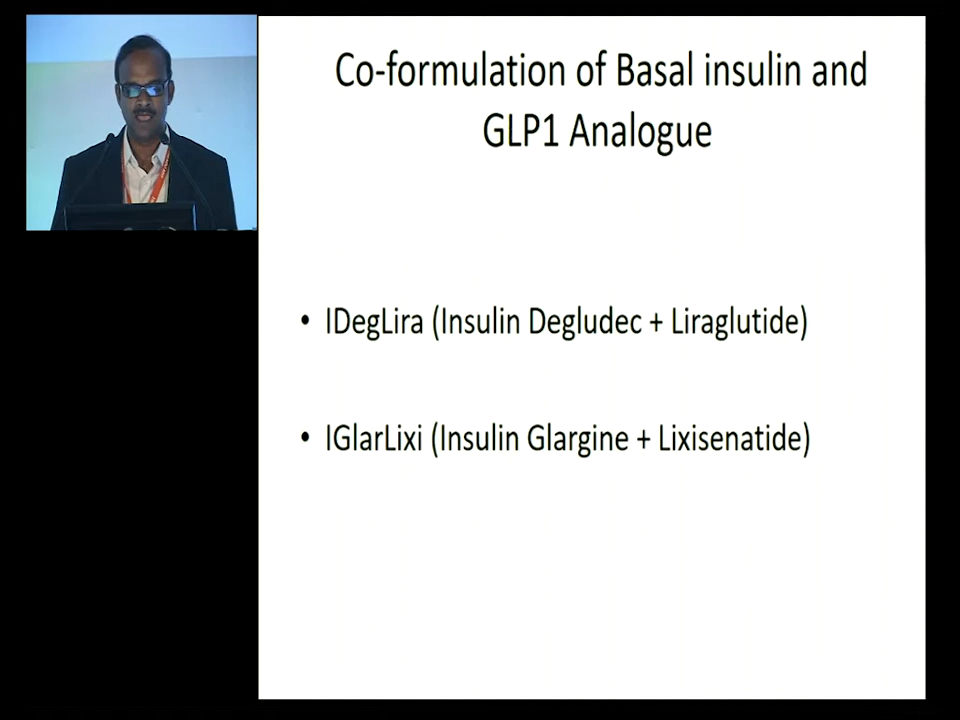 Co-formulation of Basal insulin and
GLP1 Analogue
• IDegLira (Insulin Degludec + Liraglutide)
• IGlarLixi (Insulin Glargine + Lixisenatide)